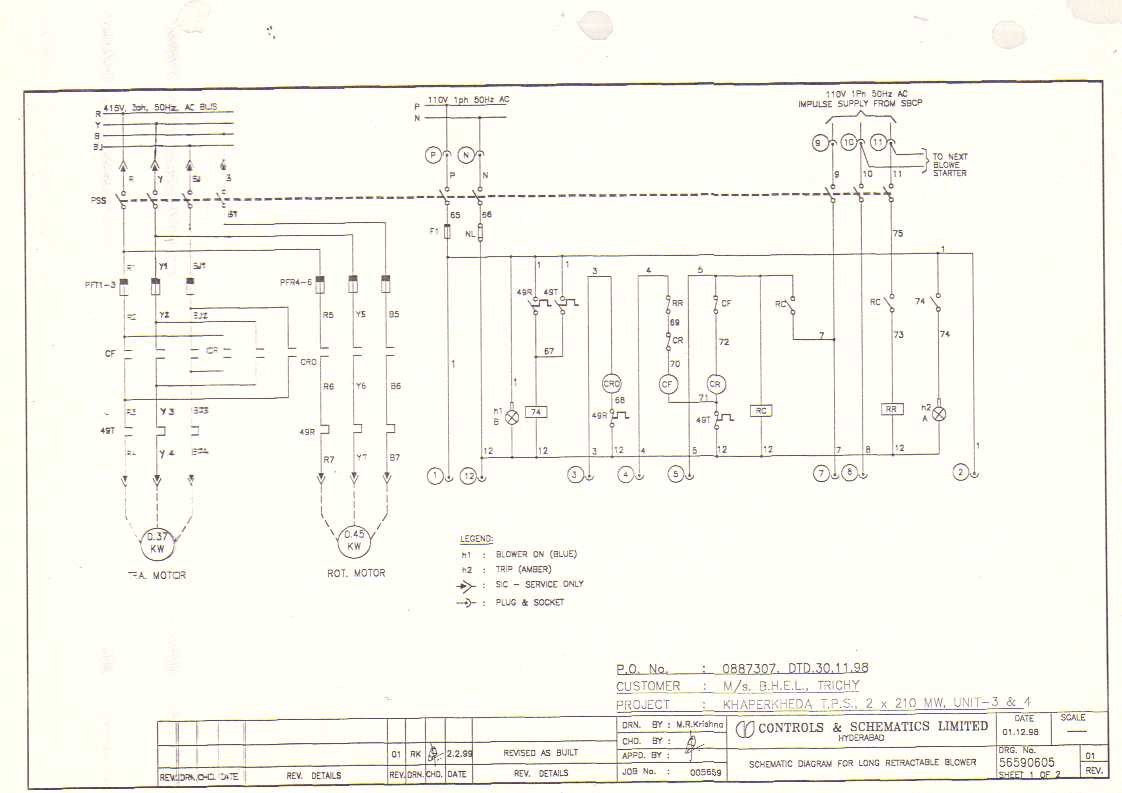 415V, 3ph, 50Hz, AC BUS
R
Y
B
110V 1ph 50Hz AC
P
N
110V 1Ph 50Hz AC
IMPULSE SUPPLY FROM SBCP
P N
9 10 11
TO NEXT
BLOWE
STARTER
R Y 3
P N
9 10 11
PSS
65 66
F1 NL
75
R1 Y1
PFT1-3 PFR4-6
1 1 1
3 4 5
49R 49T
RR CF RC RC 74
R2 Y2
R5 Y5 B5
69
CR 72 7 73 74
CF CRO
67
70
1 1
CRO CF CR
R6 Y6 B6
68 71
h1
B
74
49R 49T
RC RR
h2
A
R3 Y3
49T 49R
R4 Y4
R7 Y7 B7
12 12 3 12 4 5 12 12 7 8 12 1
1 12 3 4 5 7 8 2
0.37
KW
0.45
KW
MOTOR
ROT. MOTOR
LEGEND:
h1 : BLOWER ON (BLUE)
h2 : TRIP (AMBER)
: SIC - SERVICE ONLY
: PLUG & SOCKET
P.O. No. : 0887307, DTD.30.11.98
CUSTOMER : M/s. B.H.E.L., TRICHY
PROJECT : KHAPERKHEDA T.P.S., 2 x 210 MW, UNIT-3 & 4
DRN. BY : M.R.Krishna
CHD. BY :
APPD. BY :
JOB No. : 005659
CONTROLS & SCHEMATICS LIMITED
HYDERABAD
SCHEMATIC DIAGRAM FOR LONG RETRACTABLE BLOWER
DATE
01.12.98
SCALE
DRG. No.
56590605
SHEET 1 OF 2
01
REV.
01 RK 2.2.99 REVISED AS BUILT
REV. DRN. CHD. DATE REV. DETAILS REV. DRN. CHD. DATE REV. DETAILS